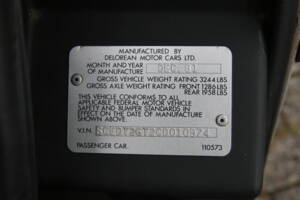 MANUFACTURED BY
DELOREAN MOTOR CARS LTD.
MONTH AND YEAR
OF MANUFACTURE DEC. 81
GROSS VEHICLE WEIGHT RATING 3244 LBS
GROSS AXLE WEIGHT RATING FRONT 1286 LBS
REAR 1958 LBS
THIS VEHICLE CONFORMS TO ALL
APPLICABLE FEDERAL MOTOR VEHICLE
SAFETY AND BUMPER STANDARDS IN
EFFECT ON THE DATE OF MANUFACTURE
SHOWN ABOVE.
V.I.N.
PASSENGER CAR. 110573